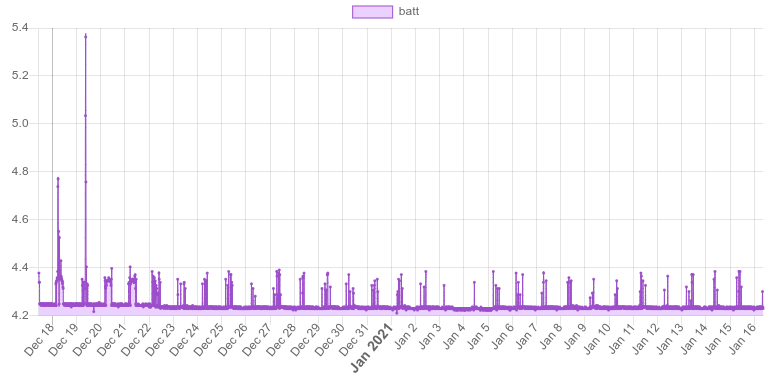 batt
5.4
5.2
5.0
4.8
4.6
4.4
4.2
Dec 18
Dec 19
Dec 20
Dec 21
Dec 22
Dec 23
Dec 24
Dec 25
Dec 26
Dec 27
Dec 28
Dec 29
Dec 30
Dec 31
Jan 2021
Jan 2
Jan 3
Jan 4
Jan 5
Jan 6
Jan 7
Jan 8
Jan 9
Jan 10
Jan 11
Jan 12
Jan 13
Jan 14
Jan 15
Jan 16